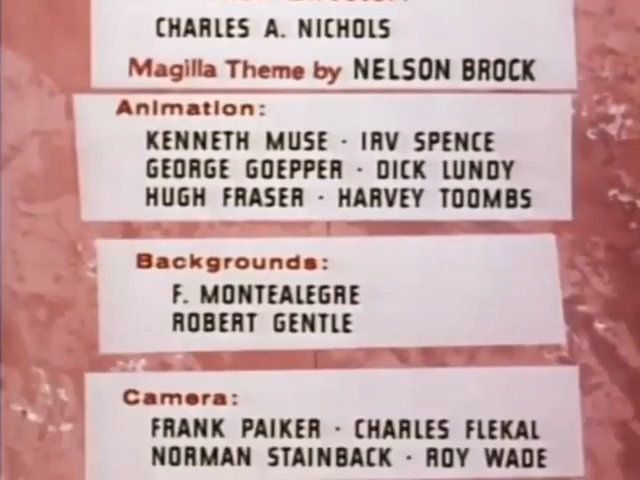 CHARLES A. NICHOLS
Magilla Theme by NELSON BROCK
Animation:
KENNETH MUSE · IRV SPENCE
GEORGE GOEPPER · DICK LUNDY
HUGH FRASER · HARVEY TOOMBS
Backgrounds:
F. MONTEALEGRE
ROBERT GENTLE
Camera:
FRANK PAIKER · CHARLES FLEKAL
NORMAN STAINBACK · ROY WADE